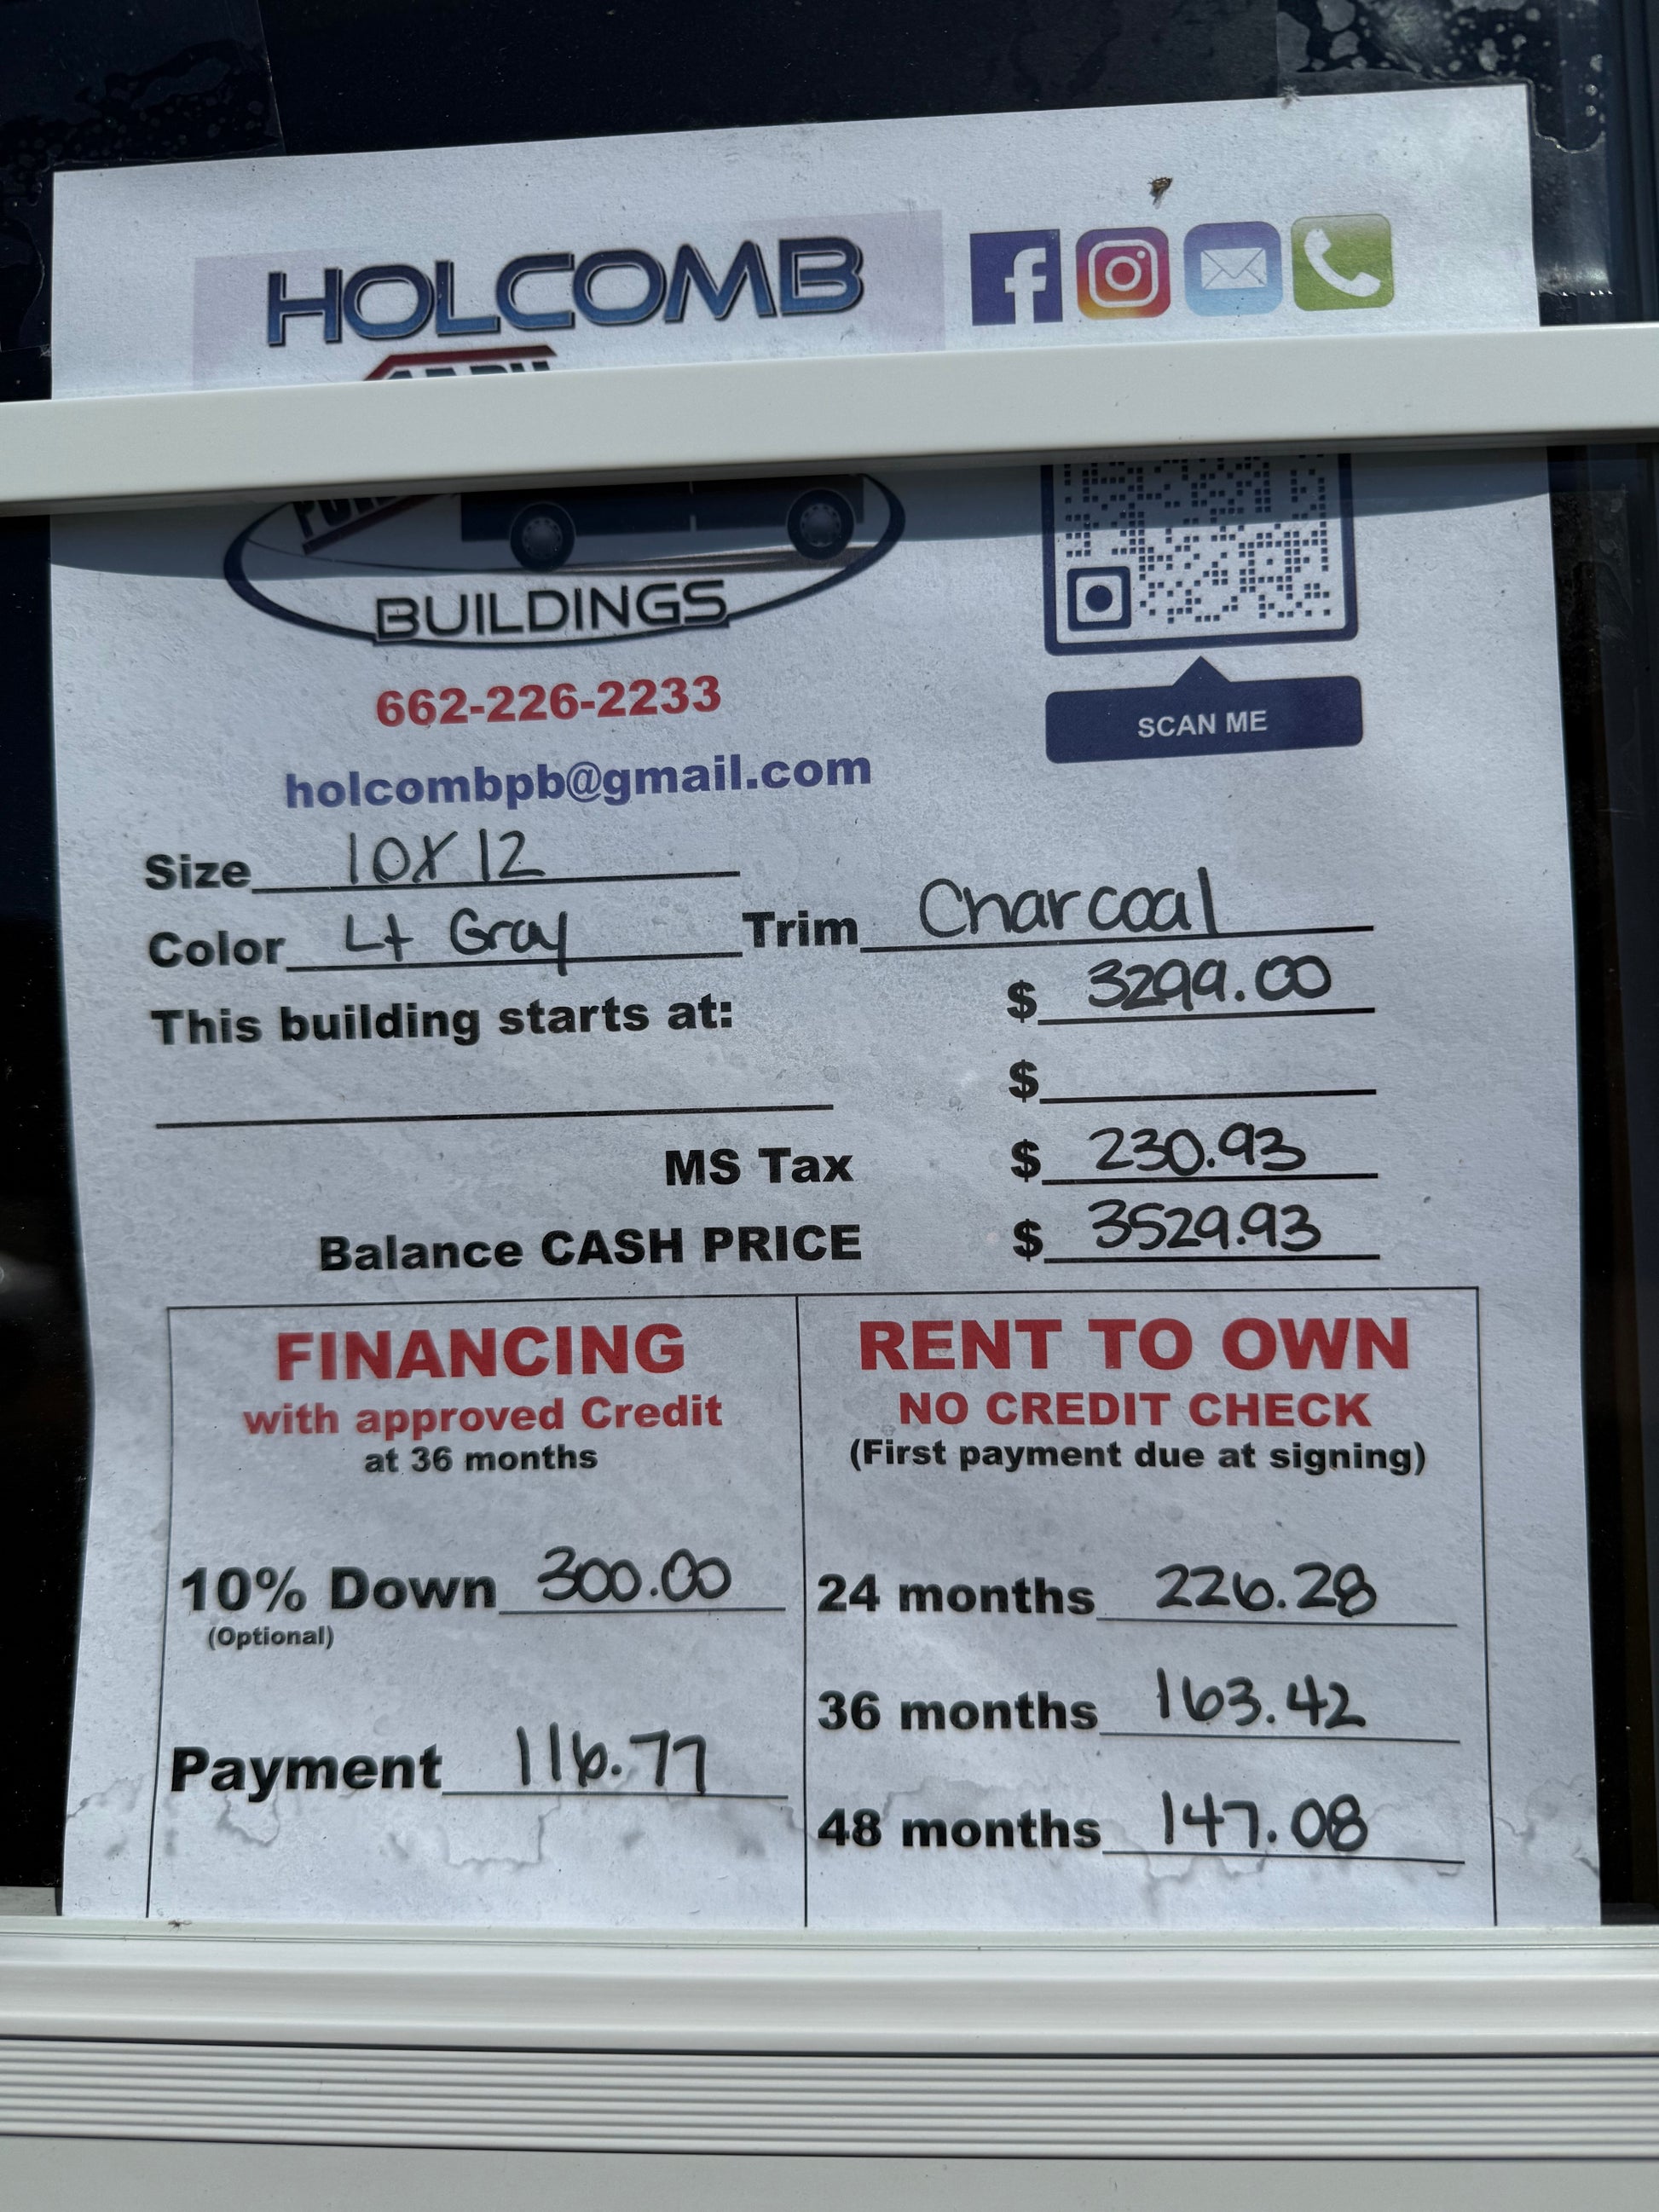 HOLCOMB
BUILDINGS
662-226-2233
SCAN ME
holcombpb@gmail.com
Size 10X12
Color Lt Gray Trim Charcoal
This building starts at: $ 3299.00
$
MS Tax $ 230.93
Balance CASH PRICE $ 3529.93
FINANCING
with approved Credit
at 36 months
10% Down 300.00
(Optional)
Payment 116.77
RENT TO OWN
NO CREDIT CHECK
(First payment due at signing)
24 months 226.28
36 months 163.42
48 months 147.08